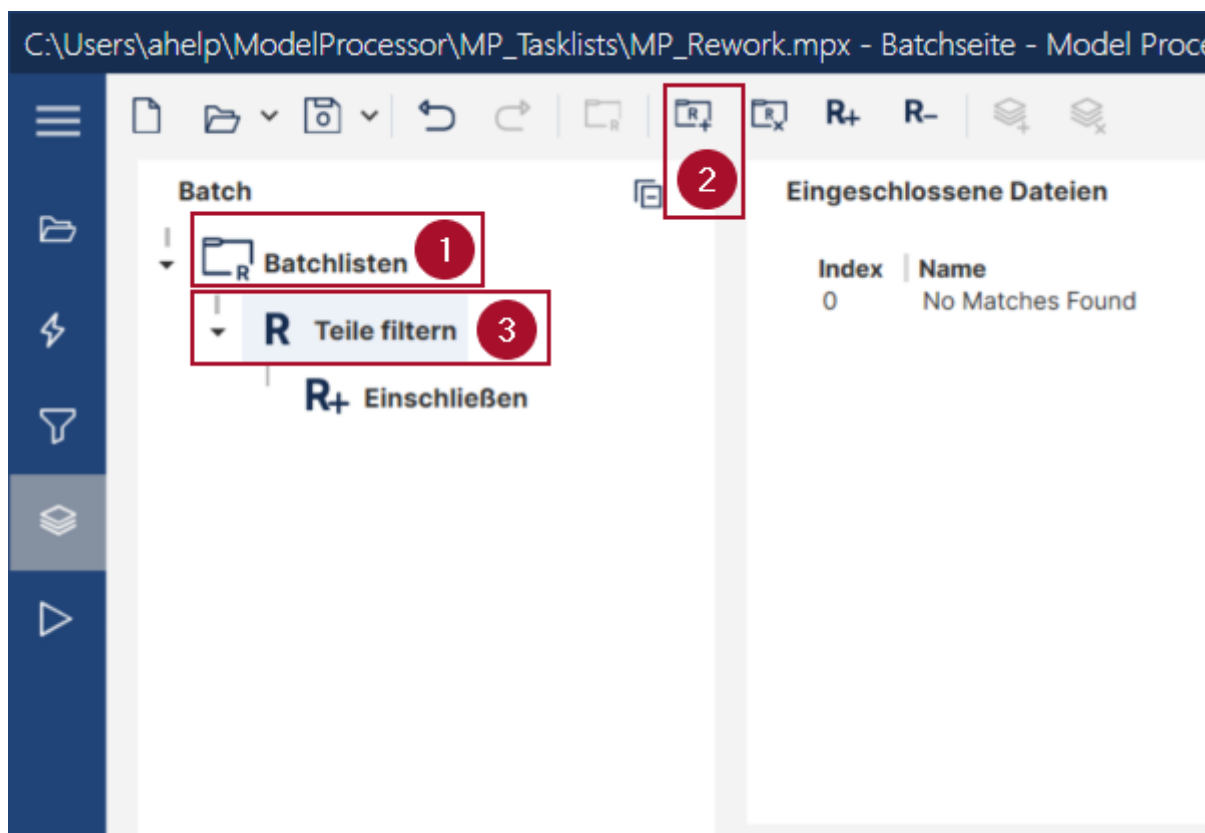 C:\Users\ahelp\ModelProcessor\MP_Tasklists\MP_Rework.mpx - Batchseite - Model Proce
R R+ Rx R+ R−
Batch
2
R Batchlisten 1
R Teile filtern 3
R+ Einschließen
Eingeschlossene Dateien
Index Name
0 No Matches Found